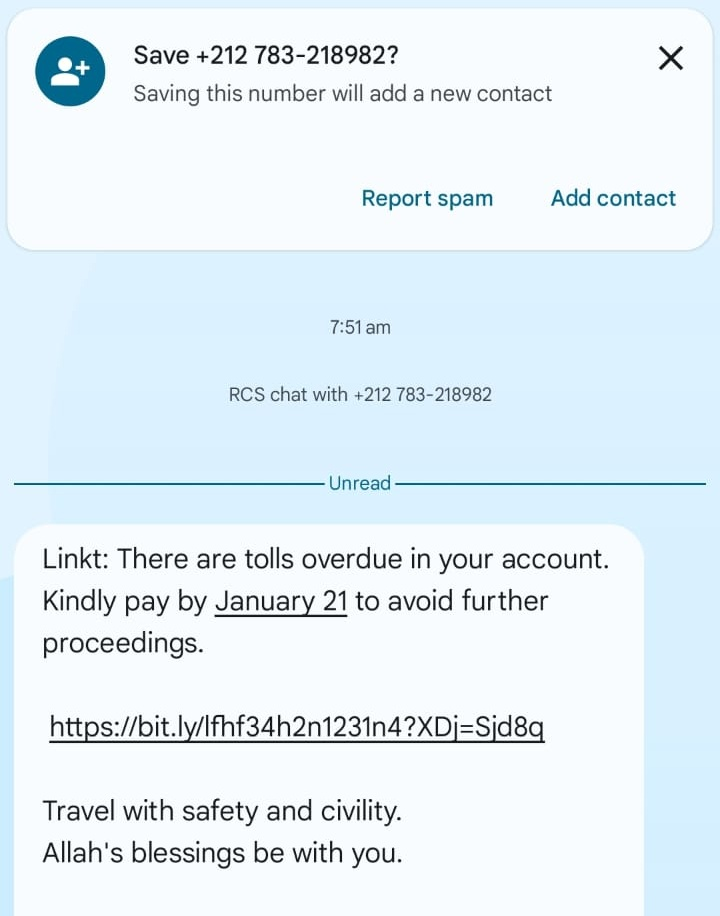 Save +212 783-218982?
Saving this number will add a new contact
Report spam
Add contact
7:51 am
RCS chat with +212 783-218982
Unread
Linkt: There are tolls overdue in your account.
Kindly pay by January 21 to avoid further
proceedings.
https://bit.ly/lfhf34h2n1231n4?XDj=Sjd8q
Travel with safety and civility.
Allah's blessings be with you.